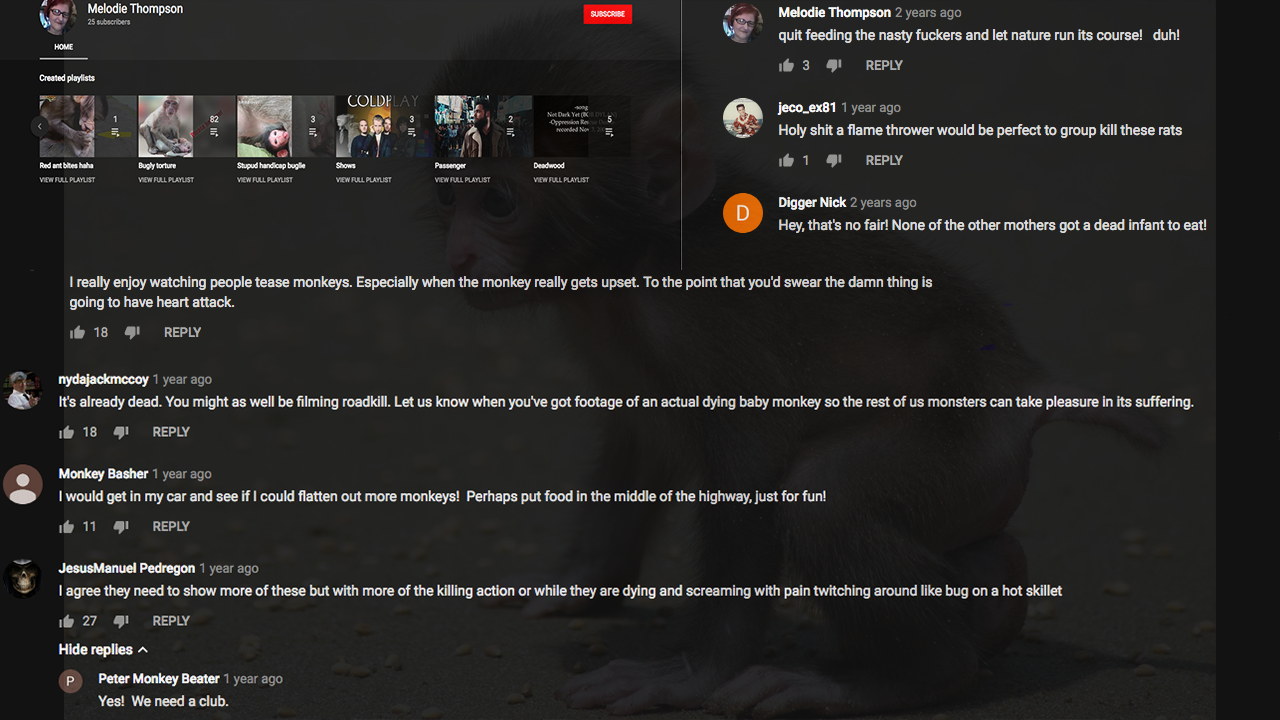 Melodie Thompson
25 subscribers
SUBSCRIBE
HOME
Created playlists
1
82
3
COLDPLAY
3
2
-song
Not Dark Yet
-Oppression
recorded
5
Red ant bites haha
Bugly torture
Stupud handicap buglie
Shows
Passenger
Deadwood
VIEW FULL PLAYLIST
VIEW FULL PLAYLIST
VIEW FULL PLAYLIST
VIEW FULL PLAYLIST
VIEW FULL PLAYLIST
VIEW FULL PLAYLIST
Melodie Thompson 2 years ago
quit feeding the nasty fuckers and let nature run its course! duh!
3 REPLY
jeco_ex81 1 year ago
Holy shit a flame thrower would be perfect to group kill these rats
1 REPLY
D
Digger Nick 2 years ago
Hey, that's no fair! None of the other mothers got a dead infant to eat!
I really enjoy watching people tease monkeys. Especially when the monkey really gets upset. To the point that you'd swear the damn thing is
going to have heart attack.
18 REPLY
nydajackmccoy 1 year ago
It's already dead. You might as well be filming roadkill. Let us know when you've got footage of an actual dying baby monkey so the rest of us monsters can take pleasure in its suffering.
18 REPLY
Monkey Basher 1 year ago
I would get in my car and see if I could flatten out more monkeys! Perhaps put food in the middle of the highway, just for fun!
11 REPLY
JesusManuel Pedregon 1 year ago
I agree they need to show more of these but with more of the killing action or while they are dying and screaming with pain twitching around like bug on a hot skillet
27 REPLY
Hide replies
P
Peter Monkey Beater 1 year ago
Yes! We need a club.